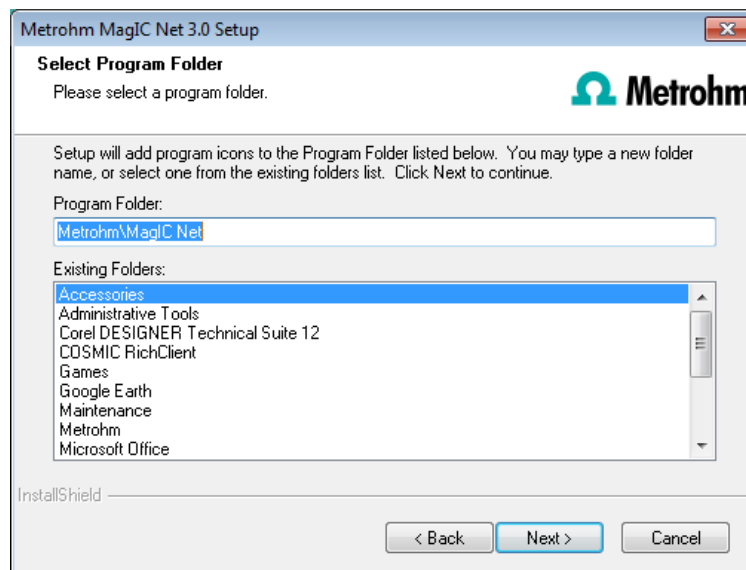 Metrohm MagIC Net 3.0 Setup
Select Program Folder
Please select a program folder.
Metrohm
Setup will add program icons to the Program Folder listed below. You may type a new folder
name, or select one from the existing folders list. Click Next to continue.
Program Folder:
Metrohm\MagIC Net
Existing Folders:
Accessories
Administrative Tools
Corel DESIGNER Technical Suite 12
COSMIC RichClient
Games
Google Earth
Maintenance
Metrohm
Microsoft Office
InstallShield
< Back Next > Cancel